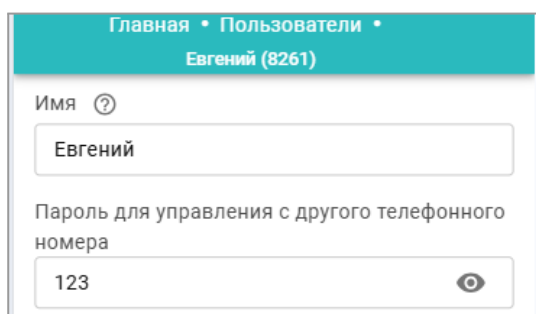 Главная • Пользователи •
Евгений (8261)
Имя
Евгений
Пароль для управления с другого телефонного
номера
123